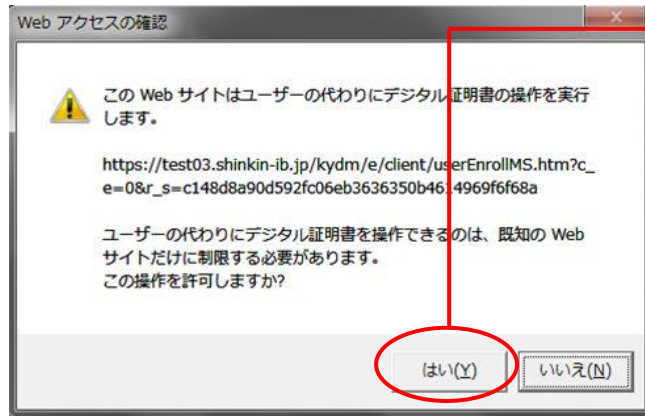 Web アクセスの確認
この Web サイトはユーザーの代わりにデジタル証明書の操作を実行
します。
https://test03.shinkin-ib.jp/kydm/e/client/userEnrollMS.htm?c_
e=0&r_s=c148d8a90d592fc06eb3636350b4614969f6f68a
ユーザーの代わりにデジタル証明書を操作できるのは、既知の Web
サイトだけに制限する必要があります。
この操作を許可しますか?
はい(Y) いいえ(N)